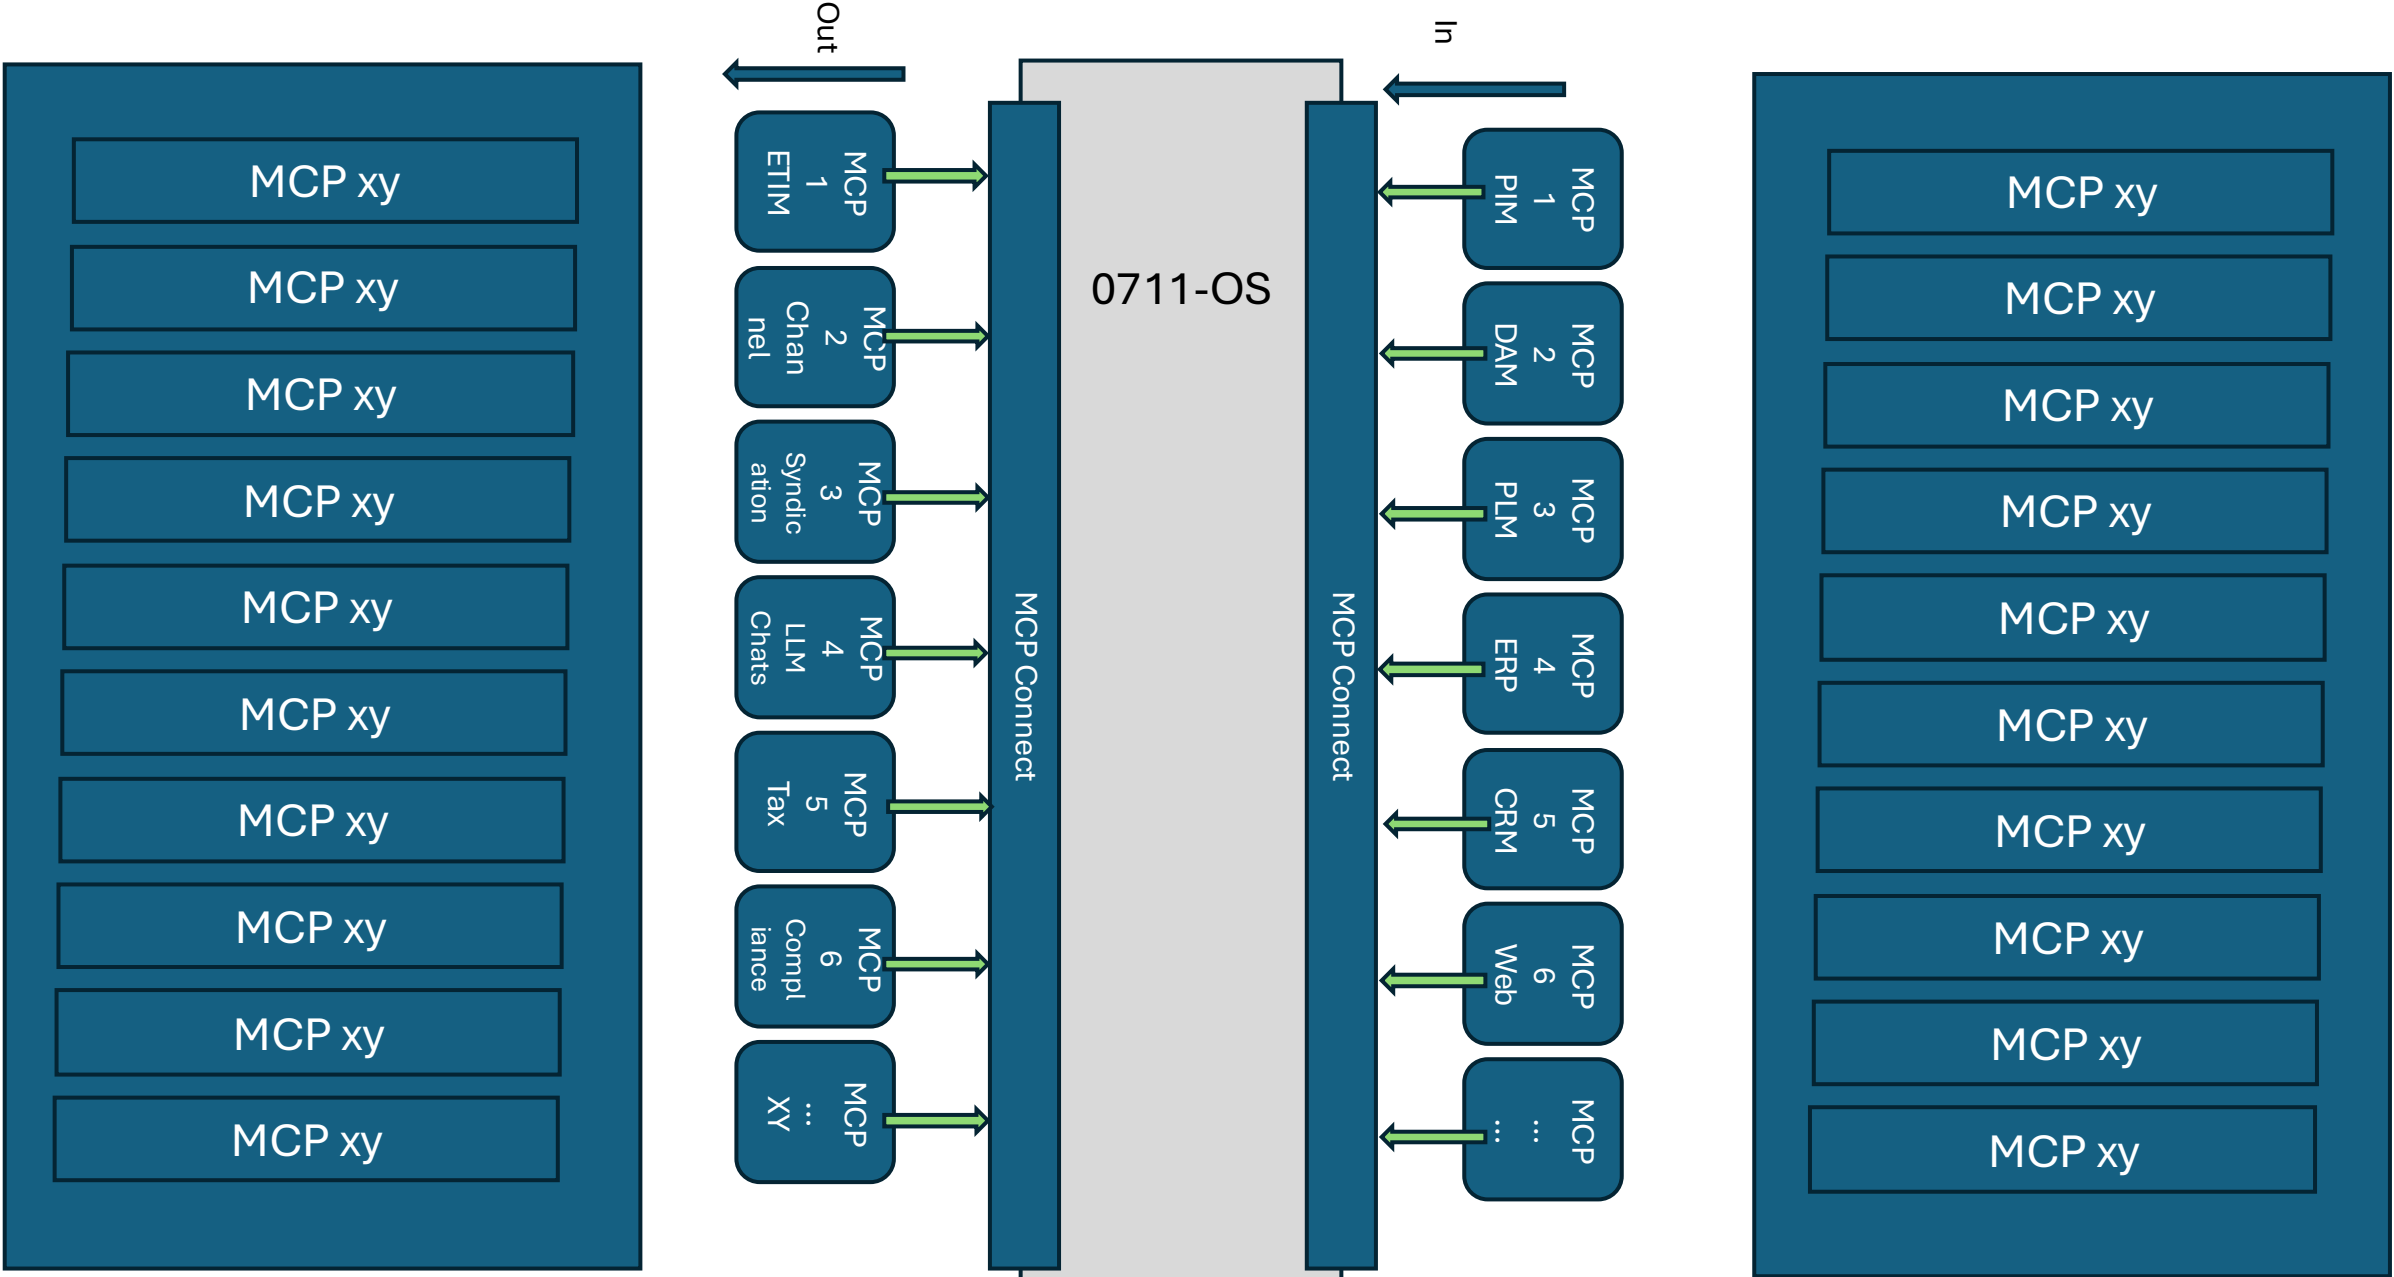 Out
In
MCP xy
MCP xy
MCP xy
MCP xy
MCP xy
MCP xy
MCP xy
MCP xy
MCP xy
MCP xy
MCP
1
ETIM
MCP
2
Chan
nel
MCP
3
Syndic
ation
MCP
4
LLM
Chats
MCP
5
Tax
MCP
6
Compl
iance
MCP
...
XY
MCP Connect
0711-OS
MCP Connect
MCP
1
PIM
MCP
2
DAM
MCP
3
PLM
MCP
4
ERP
MCP
5
CRM
MCP
6
Web
MCP
...
...
MCP xy
MCP xy
MCP xy
MCP xy
MCP xy
MCP xy
MCP xy
MCP xy
MCP xy
MCP xy